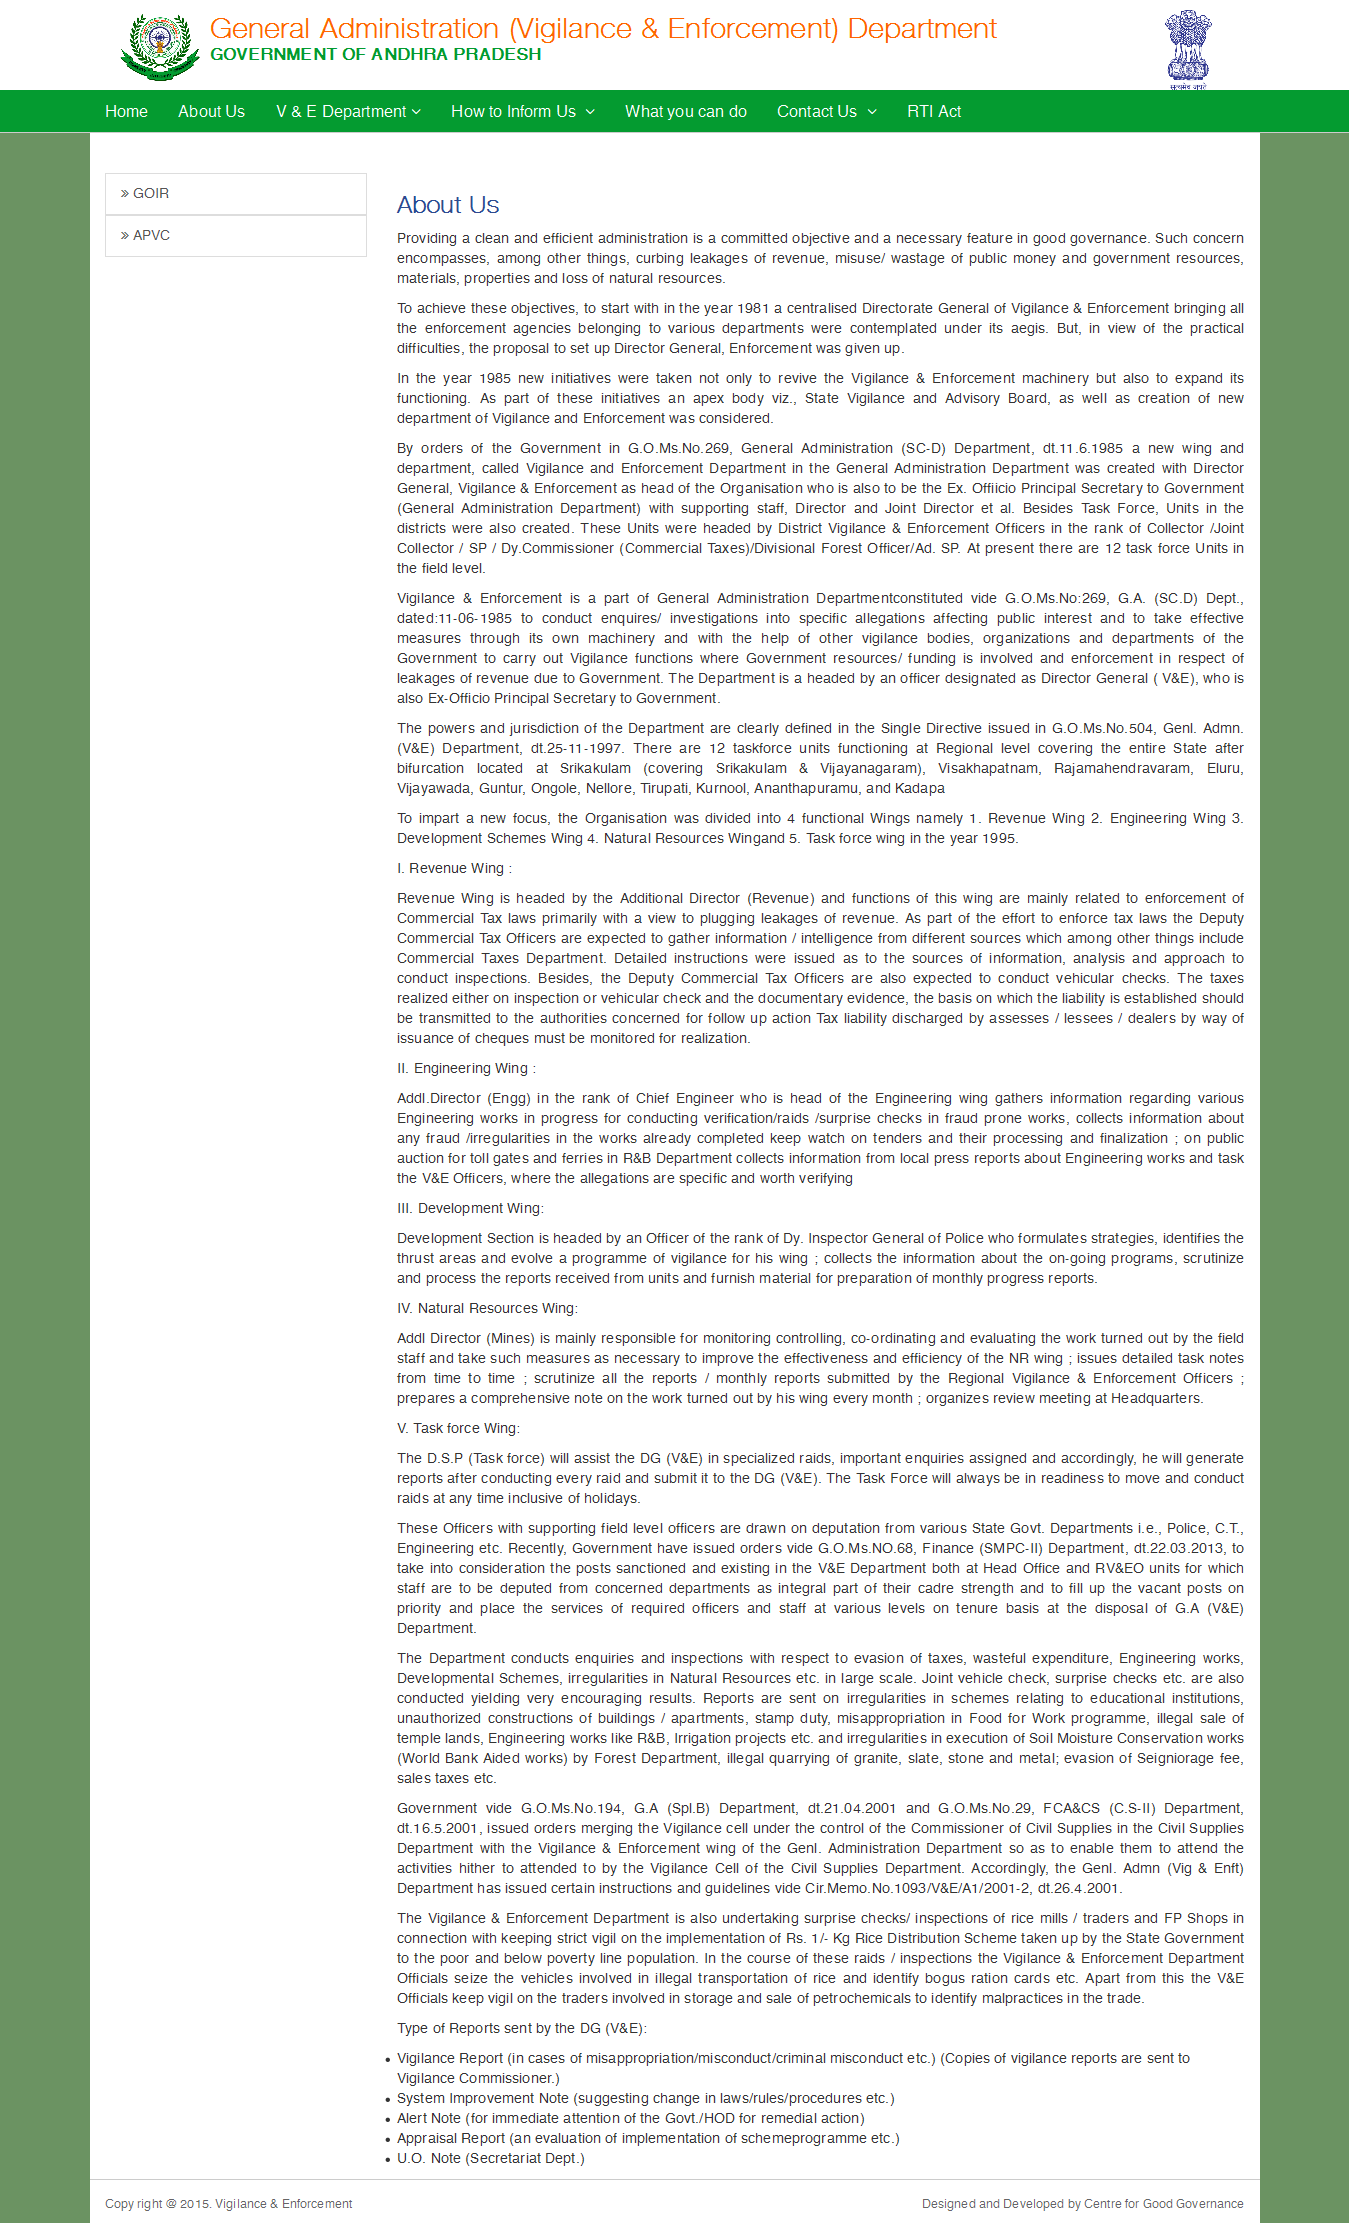 General Administration (Vigilance & Enforcement) Department
GOVERNMENT OF ANDHRA PRADESH
सत्यमेव जयते
Home About Us V & E Department How to Inform Us What you can do Contact Us RTI Act
» GOIR
» APVC
About Us
Providing a clean and efficient administration is a committed objective and a necessary feature in good governance. Such concern
encompasses, among other things, curbing leakages of revenue, misuse/ wastage of public money and government resources,
materials, properties and loss of natural resources.
To achieve these objectives, to start with in the year 1981 a centralised Directorate General of Vigilance & Enforcement bringing all
the enforcement agencies belonging to various departments were contemplated under its aegis. But, in view of the practical
difficulties, the proposal to set up Director General, Enforcement was given up.
In the year 1985 new initiatives were taken not only to revive the Vigilance & Enforcement machinery but also to expand its
functioning. As part of these initiatives an apex body viz., State Vigilance and Advisory Board, as well as creation of new
department of Vigilance and Enforcement was considered.
By orders of the Government in G.O.Ms.No.269, General Administration (SC-D) Department, dt.11.6.1985 a new wing and
department, called Vigilance and Enforcement Department in the General Administration Department was created with Director
General, Vigilance & Enforcement as head of the Organisation who is also to be the Ex. Offiicio Principal Secretary to Government
(General Administration Department) with supporting staff, Director and Joint Director et al. Besides Task Force, Units in the
districts were also created. These Units were headed by District Vigilance & Enforcement Officers in the rank of Collector /Joint
Collector / SP / Dy.Commissioner (Commercial Taxes)/Divisional Forest Officer/Ad. SP. At present there are 12 task force Units in
the field level.
Vigilance & Enforcement is a part of General Administration Departmentconstituted vide G.O.Ms.No:269, G.A. (SC.D) Dept.,
dated:11-06-1985 to conduct enquires/ investigations into specific allegations affecting public interest and to take effective
measures through its own machinery and with the help of other vigilance bodies, organizations and departments of the
Government to carry out Vigilance functions where Government resources/ funding is involved and enforcement in respect of
leakages of revenue due to Government. The Department is a headed by an officer designated as Director General ( V&E), who is
also Ex-Officio Principal Secretary to Government.
The powers and jurisdiction of the Department are clearly defined in the Single Directive issued in G.O.Ms.No.504, Genl. Admn.
(V&E) Department, dt.25-11-1997. There are 12 taskforce units functioning at Regional level covering the entire State after
bifurcation located at Srikakulam (covering Srikakulam & Vijayanagaram), Visakhapatnam, Rajamahendravaram, Eluru,
Vijayawada, Guntur, Ongole, Nellore, Tirupati, Kurnool, Ananthapuramu, and Kadapa
To impart a new focus, the Organisation was divided into 4 functional Wings namely 1. Revenue Wing 2. Engineering Wing 3.
Development Schemes Wing 4. Natural Resources Wingand 5. Task force wing in the year 1995.
I. Revenue Wing :
Revenue Wing is headed by the Additional Director (Revenue) and functions of this wing are mainly related to enforcement of
Commercial Tax laws primarily with a view to plugging leakages of revenue. As part of the effort to enforce tax laws the Deputy
Commercial Tax Officers are expected to gather information / intelligence from different sources which among other things include
Commercial Taxes Department. Detailed instructions were issued as to the sources of information, analysis and approach to
conduct inspections. Besides, the Deputy Commercial Tax Officers are also expected to conduct vehicular checks. The taxes
realized either on inspection or vehicular check and the documentary evidence, the basis on which the liability is established should
be transmitted to the authorities concerned for follow up action Tax liability discharged by assesses / lessees / dealers by way of
issuance of cheques must be monitored for realization.
II. Engineering Wing :
Addl.Director (Engg) in the rank of Chief Engineer who is head of the Engineering wing gathers information regarding various
Engineering works in progress for conducting verification/raids /surprise checks in fraud prone works, collects information about
any fraud /irregularities in the works already completed keep watch on tenders and their processing and finalization ; on public
auction for toll gates and ferries in R&B Department collects information from local press reports about Engineering works and task
the V&E Officers, where the allegations are specific and worth verifying
III. Development Wing:
Development Section is headed by an Officer of the rank of Dy. Inspector General of Police who formulates strategies, identifies the
thrust areas and evolve a programme of vigilance for his wing ; collects the information about the on-going programs, scrutinize
and process the reports received from units and furnish material for preparation of monthly progress reports.
IV. Natural Resources Wing:
Addl Director (Mines) is mainly responsible for monitoring controlling, co-ordinating and evaluating the work turned out by the field
staff and take such measures as necessary to improve the effectiveness and efficiency of the NR wing ; issues detailed task notes
from time to time ; scrutinize all the reports / monthly reports submitted by the Regional Vigilance & Enforcement Officers ;
prepares a comprehensive note on the work turned out by his wing every month ; organizes review meeting at Headquarters.
V. Task force Wing:
The D.S.P (Task force) will assist the DG (V&E) in specialized raids, important enquiries assigned and accordingly, he will generate
reports after conducting every raid and submit it to the DG (V&E). The Task Force will always be in readiness to move and conduct
raids at any time inclusive of holidays.
These Officers with supporting field level officers are drawn on deputation from various State Govt. Departments i.e., Police, C.T.,
Engineering etc. Recently, Government have issued orders vide G.O.Ms.NO.68, Finance (SMPC-II) Department, dt.22.03.2013, to
take into consideration the posts sanctioned and existing in the V&E Department both at Head Office and RV&EO units for which
staff are to be deputed from concerned departments as integral part of their cadre strength and to fill up the vacant posts on
priority and place the services of required officers and staff at various levels on tenure basis at the disposal of G.A (V&E)
Department.
The Department conducts enquiries and inspections with respect to evasion of taxes, wasteful expenditure, Engineering works,
Developmental Schemes, irregularities in Natural Resources etc. in large scale. Joint vehicle check, surprise checks etc. are also
conducted yielding very encouraging results. Reports are sent on irregularities in schemes relating to educational institutions,
unauthorized constructions of buildings / apartments, stamp duty, misappropriation in Food for Work programme, illegal sale of
temple lands, Engineering works like R&B, Irrigation projects etc. and irregularities in execution of Soil Moisture Conservation works
(World Bank Aided works) by Forest Department, illegal quarrying of granite, slate, stone and metal; evasion of Seigniorage fee,
sales taxes etc.
Government vide G.O.Ms.No.194, G.A (Spl.B) Department, dt.21.04.2001 and G.O.Ms.No.29, FCA&CS (C.S-II) Department,
dt.16.5.2001, issued orders merging the Vigilance cell under the control of the Commissioner of Civil Supplies in the Civil Supplies
Department with the Vigilance & Enforcement wing of the Genl. Administration Department so as to enable them to attend the
activities hither to attended to by the Vigilance Cell of the Civil Supplies Department. Accordingly, the Genl. Admn (Vig & Enft)
Department has issued certain instructions and guidelines vide Cir.Memo.No.1093/V&E/A1/2001-2, dt.26.4.2001.
The Vigilance & Enforcement Department is also undertaking surprise checks/ inspections of rice mills / traders and FP Shops in
connection with keeping strict vigil on the implementation of Rs. 1/- Kg Rice Distribution Scheme taken up by the State Government
to the poor and below poverty line population. In the course of these raids / inspections the Vigilance & Enforcement Department
Officials seize the vehicles involved in illegal transportation of rice and identify bogus ration cards etc. Apart from this the V&E
Officials keep vigil on the traders involved in storage and sale of petrochemicals to identify malpractices in the trade.
Type of Reports sent by the DG (V&E):
• Vigilance Report (in cases of misappropriation/misconduct/criminal misconduct etc.) (Copies of vigilance reports are sent to
Vigilance Commissioner.)
• System Improvement Note (suggesting change in laws/rules/procedures etc.)
• Alert Note (for immediate attention of the Govt./HOD for remedial action)
• Appraisal Report (an evaluation of implementation of schemeprogramme etc.)
• U.O. Note (Secretariat Dept.)
Copy right @ 2015. Vigilance & Enforcement Designed and Developed by Centre for Good Governance